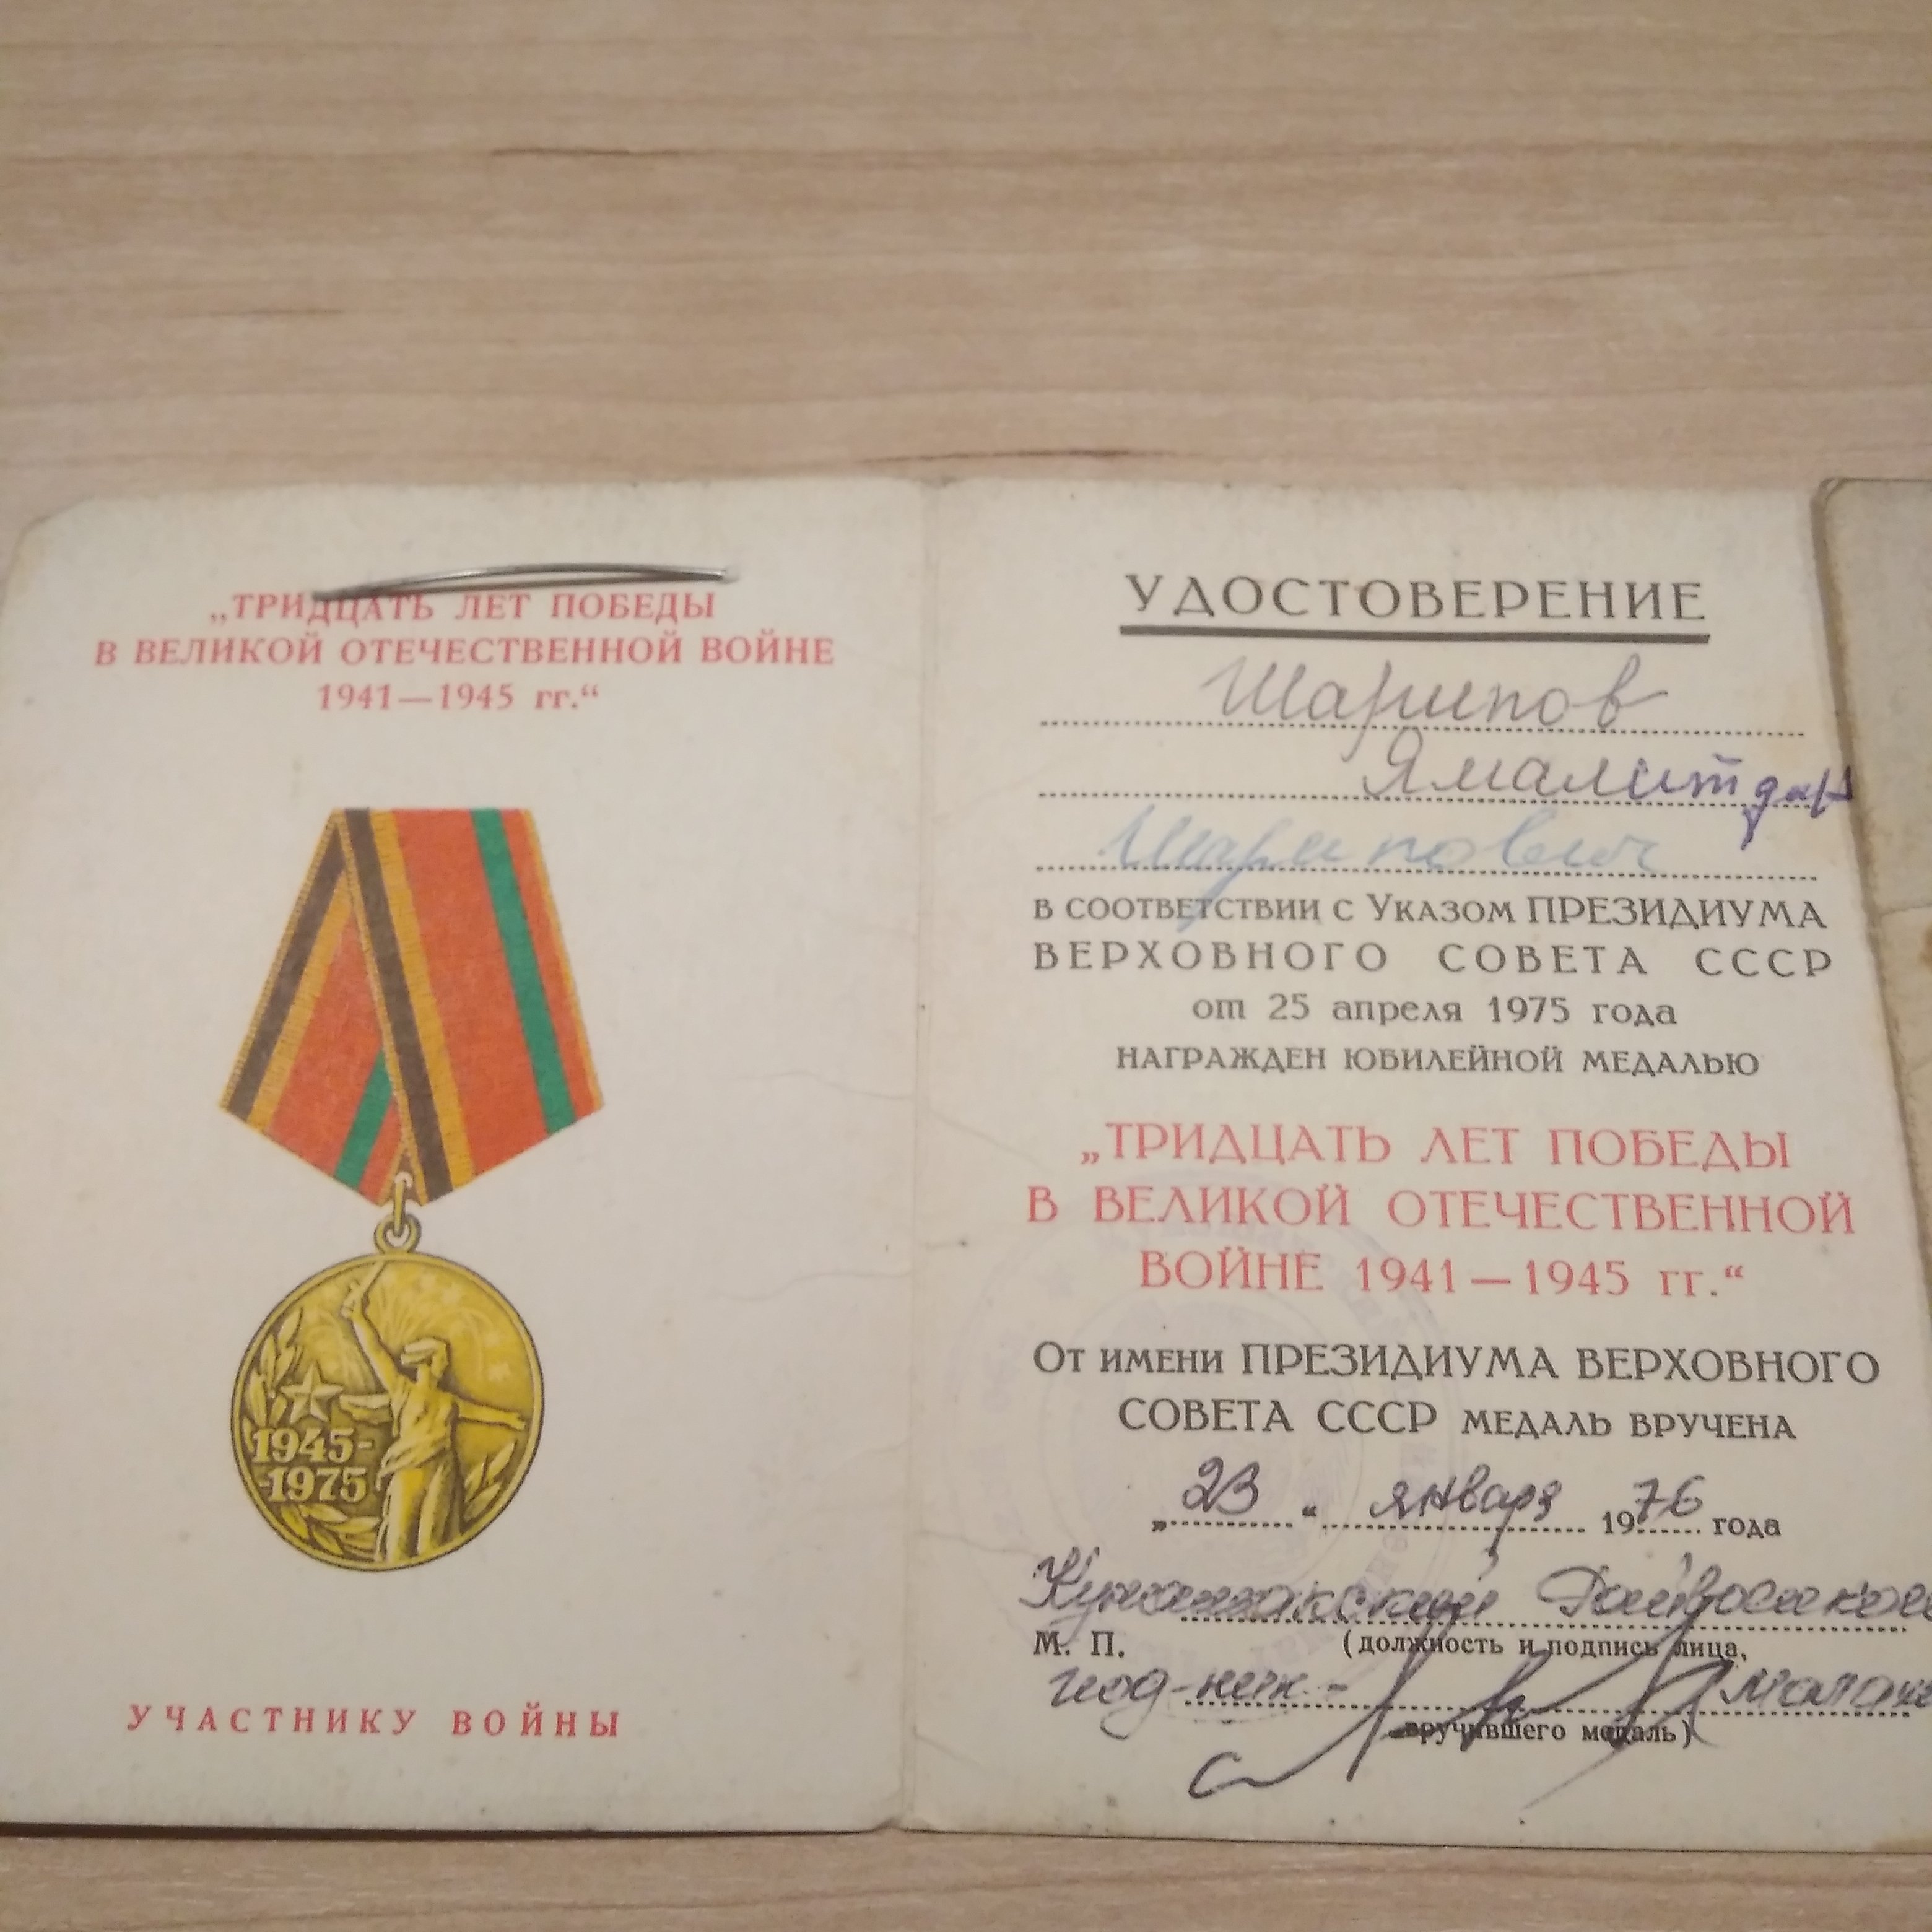 „ТРИДЦАТЬ ЛЕТ ПОБЕДЫ
В ВЕЛИКОЙ ОТЕЧЕСТВЕННОЙ ВОЙНЕ
1941—1945 гг.“
1945-
-1975
УЧАСТНИКУ ВОЙНЫ
УДОСТОВЕРЕНИЕ
Шарипов
Шарипович
в соответствии с Указом ПРЕЗИДИУМА
ВЕРХОВНОГО СОВЕТА СССР
от 25 апреля 1975 года
НАГРАЖДЕН ЮБИЛЕЙНОЙ МЕДАЛЬЮ
„ТРИДЦАТЬ ЛЕТ ПОБЕДЫ
В ВЕЛИКОЙ ОТЕЧЕСТВЕННОЙ
ВОЙНЕ 1941—1945 гг.“
От имени ПРЕЗИДИУМА ВЕРХОВНОГО
СОВЕТА СССР МЕДАЛЬ ВРУЧЕНА
„23“ января 1976 года
М. П. (должность и подпись лица,
вручившего медаль)